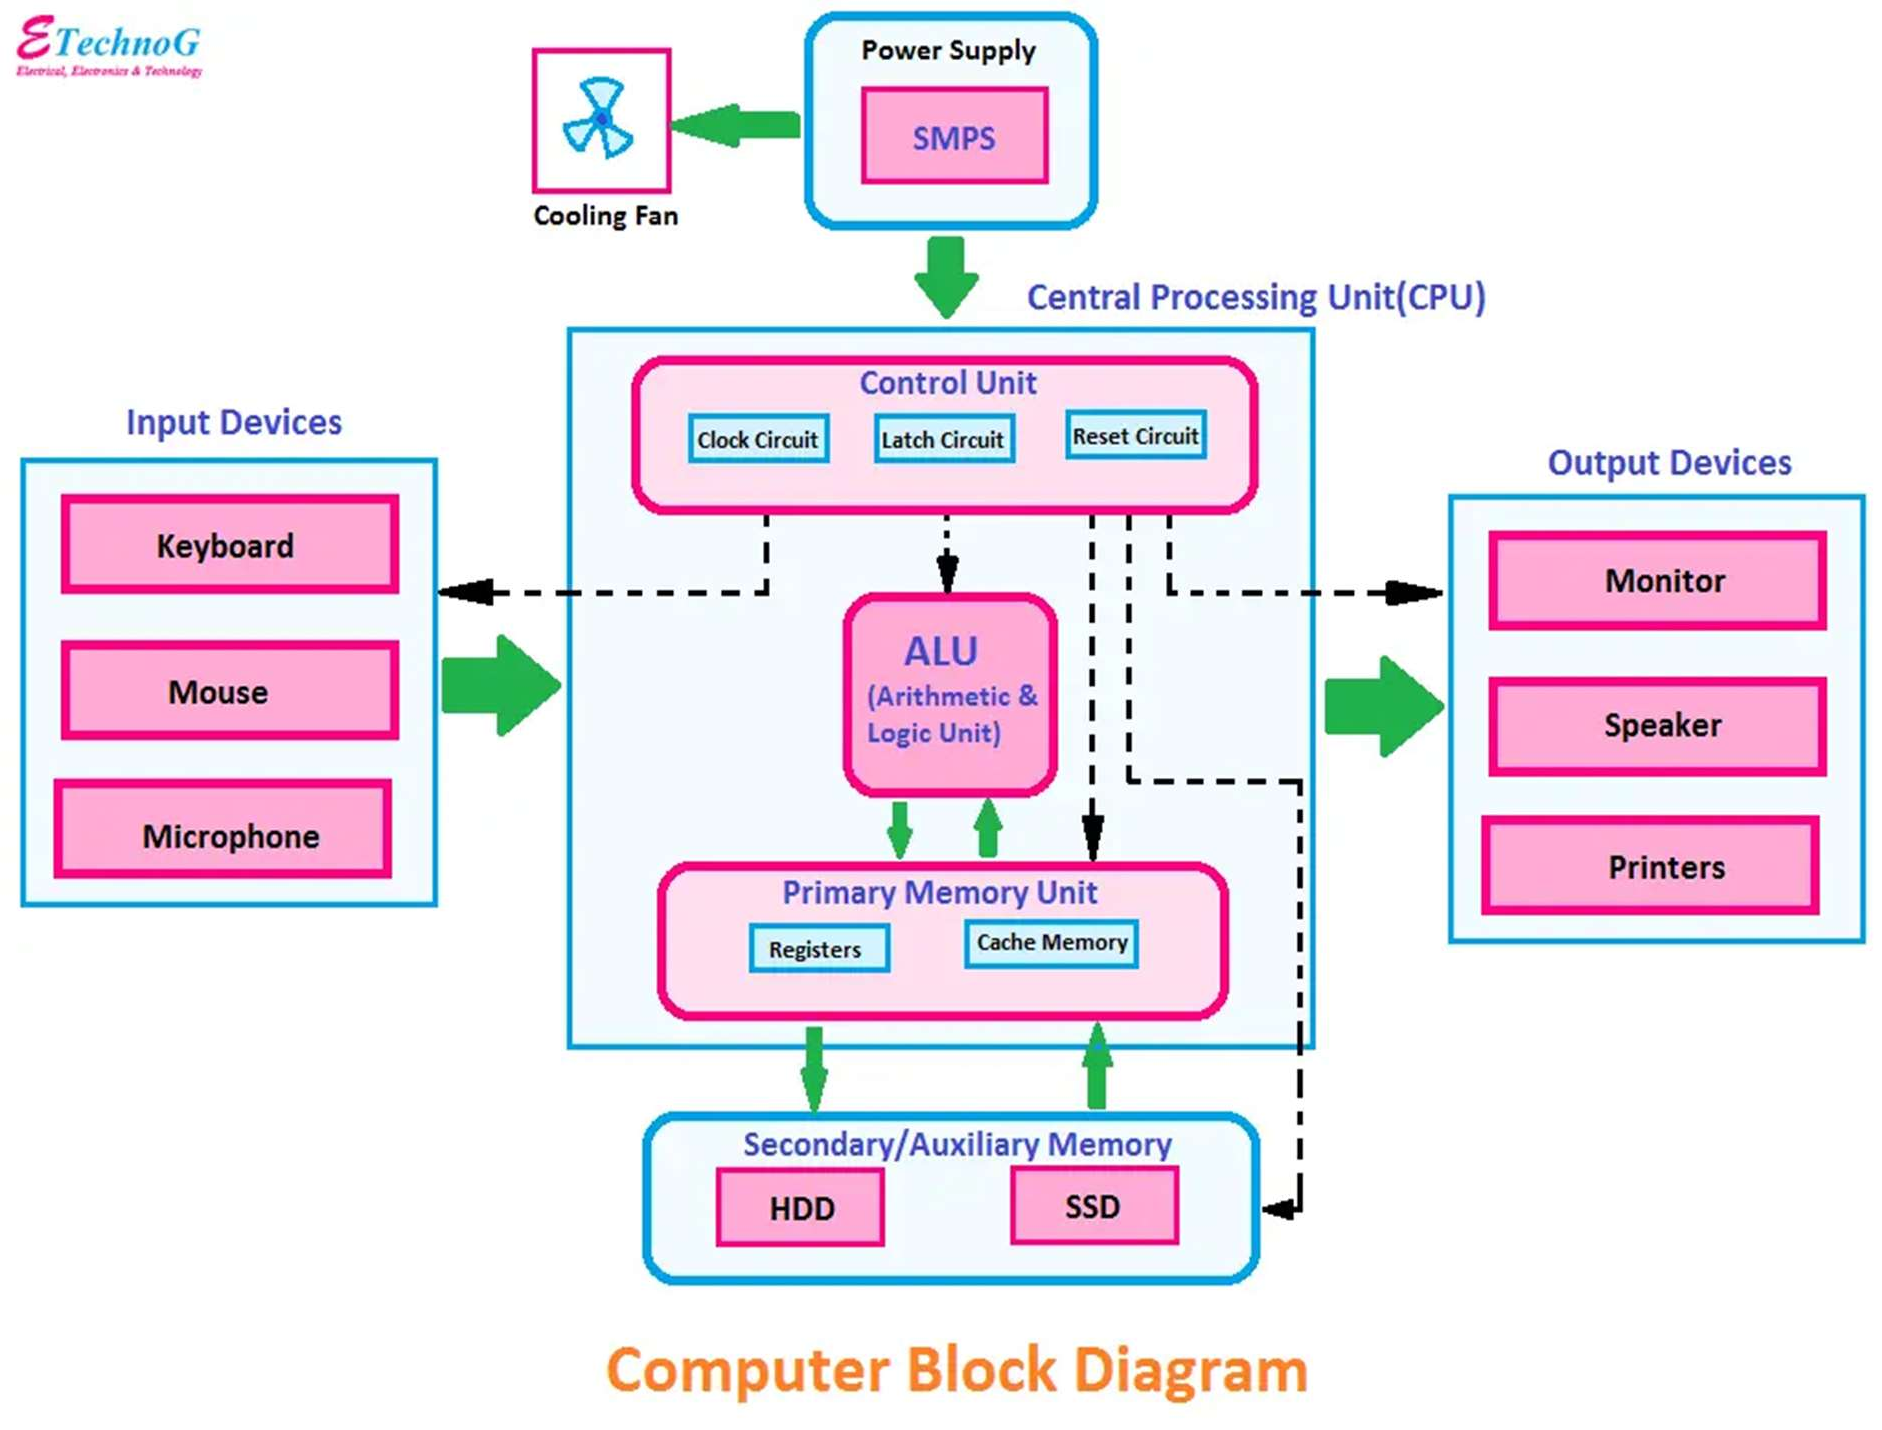 ETechnoG
Electrical, Electronics & Technology
Power Supply
SMPS
Cooling Fan
Central Processing Unit(CPU)
Control Unit
Clock Circuit
Latch Circuit
Reset Circuit
Input Devices
Keyboard
Mouse
Microphone
ALU
(Arithmetic &
Logic Unit)
Primary Memory Unit
Registers
Cache Memory
Output Devices
Monitor
Speaker
Printers
Secondary/Auxiliary Memory
HDD
SSD
Computer Block Diagram